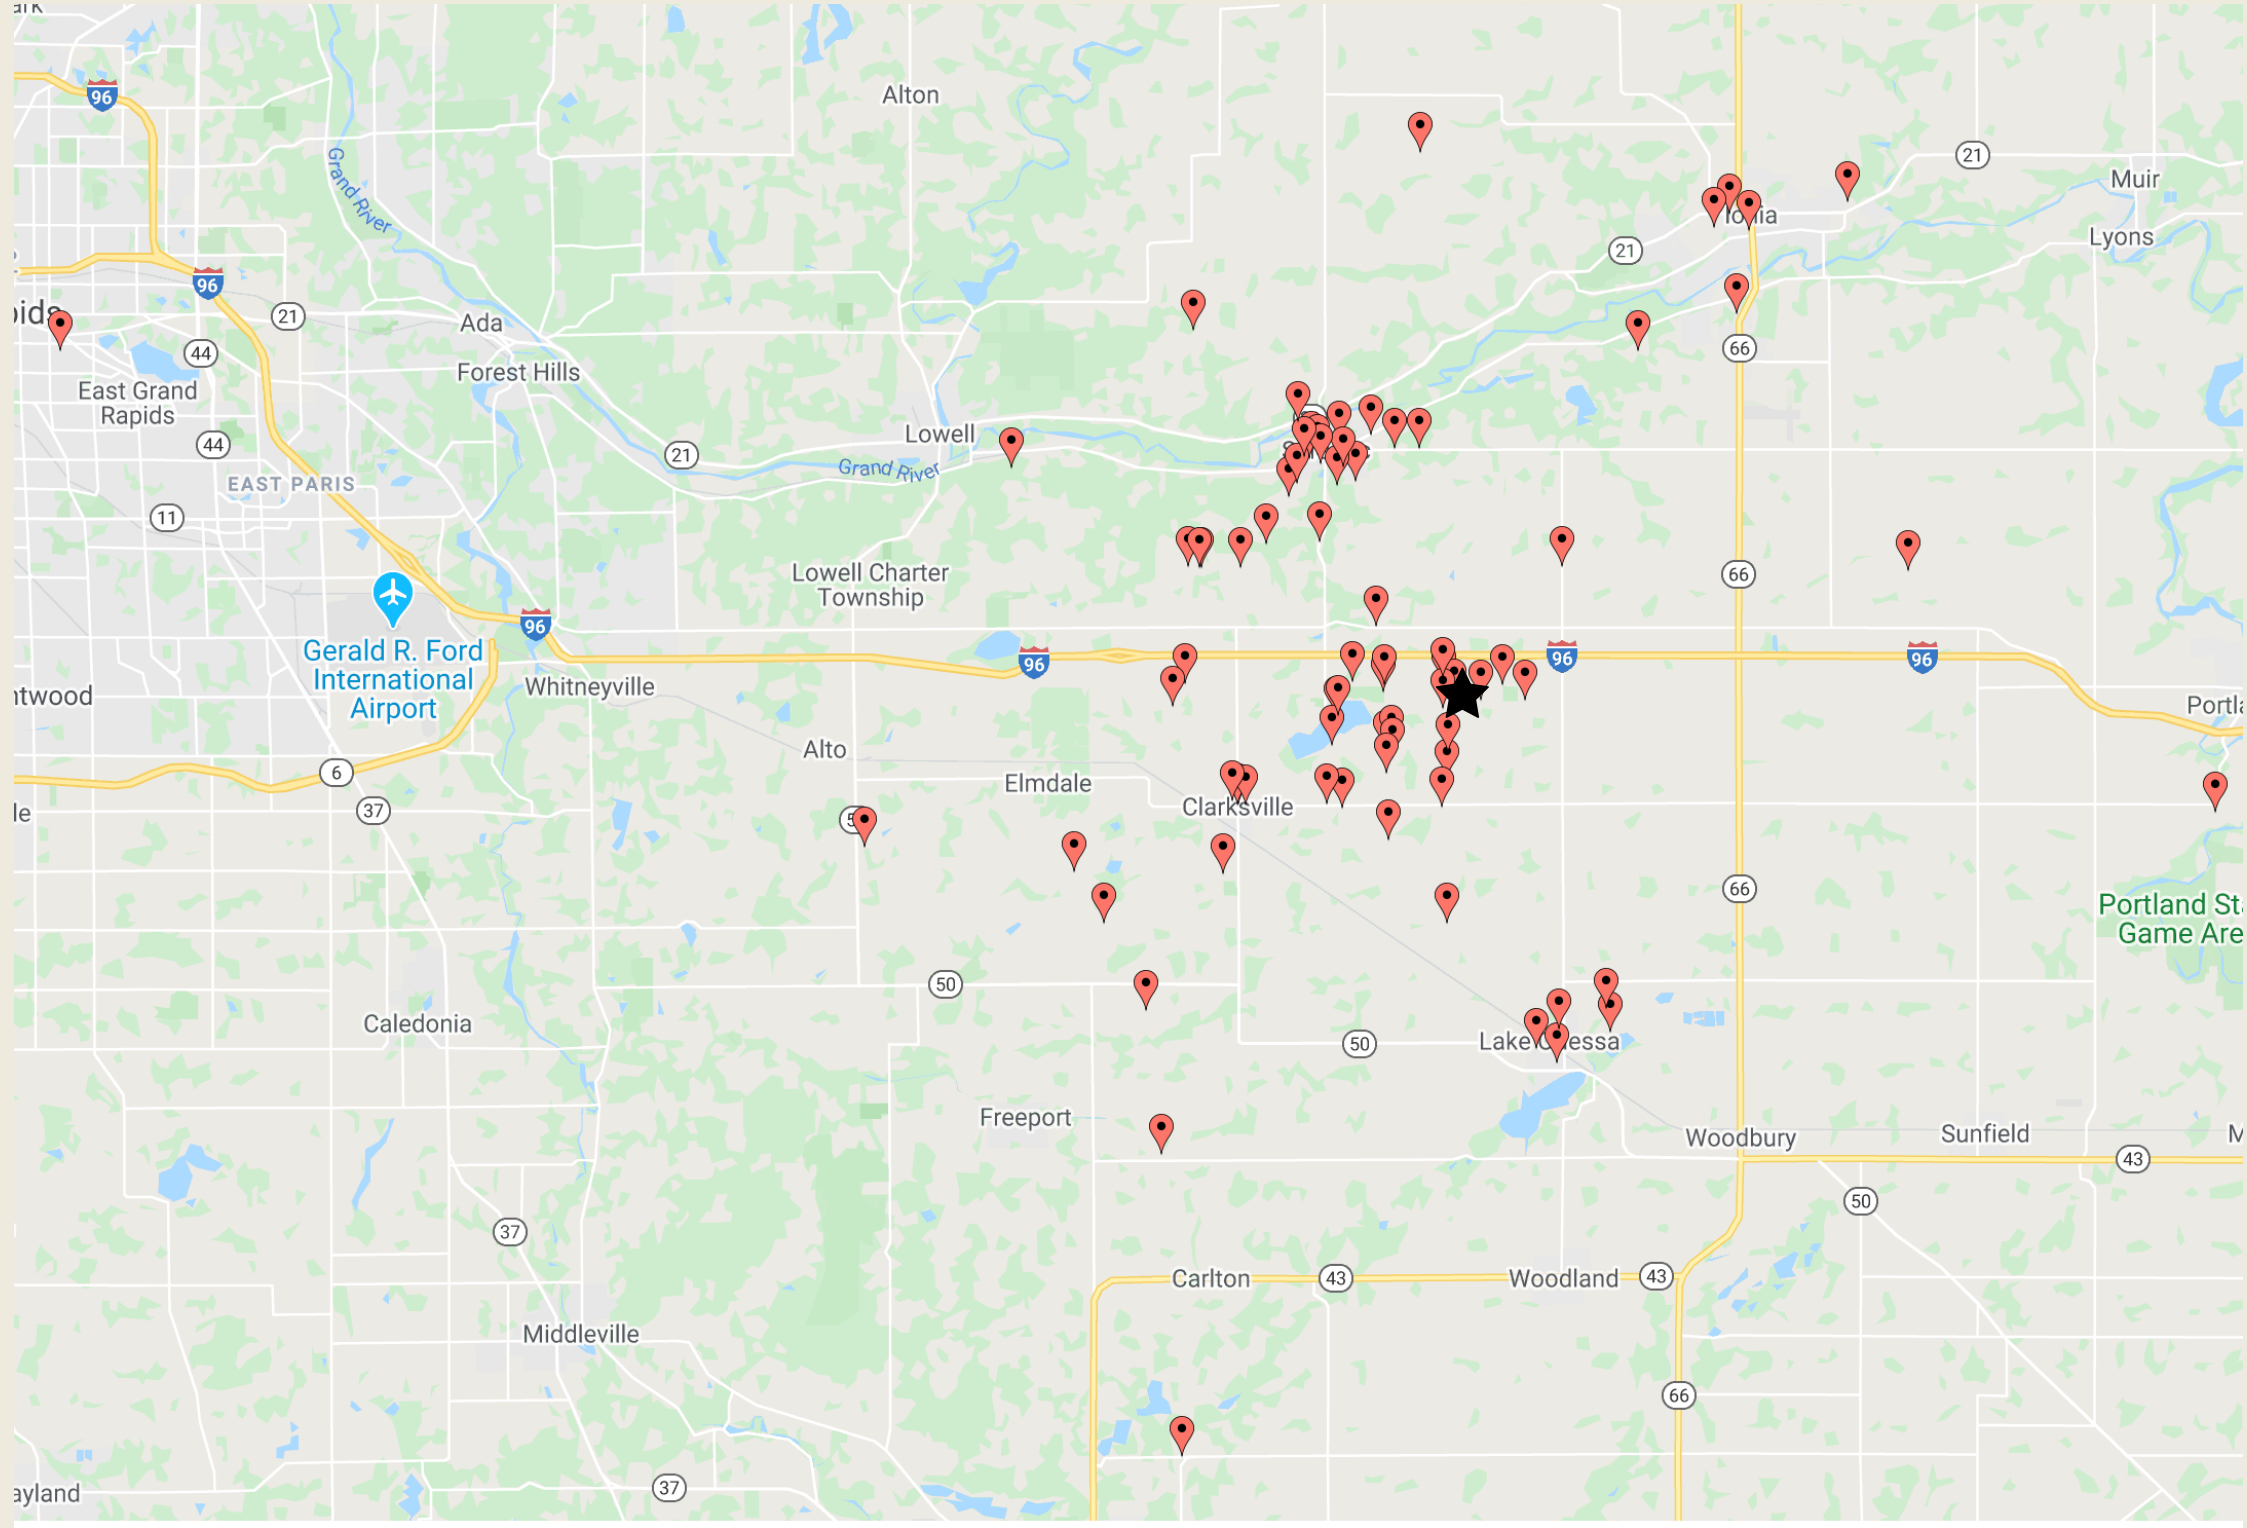 96
Alton
21
Muir
Grand River
Lyons
21
96
21
Ada
44
66
Forest Hills
East Grand
Rapids
44
Lowell
21
Grand River
EAST PARIS
11
Lowell Charter
Township
66
96
Gerald R. Ford
International
Airport
96
96
96
Whitneyville
Alto
6
Elmdale
37
Clarksville
66
Portland
Game
50
Caledonia
50
Lake
Freeport
Woodbury
Sunfield
43
50
37
Carlton
43
Woodland
43
Middleville
66
37